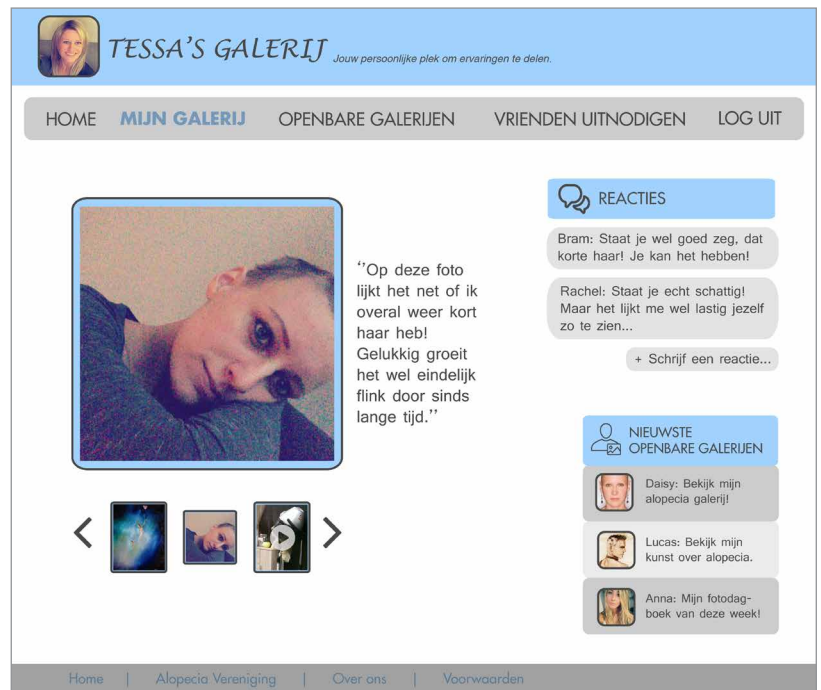 TESSA'S GALERIJ Jouw persoonlijke plek om ervaringen te delen.
HOME MIJN GALERIJ OPENBARE GALERIJEN VRIENDEN UITNODIGEN LOG UIT
‘’Op deze foto
lijkt het net of ik
overal weer kort
haar heb!
Gelukkig groeit
het wel eindelijk
flink door sinds
lange tijd.’’
REACTIES
Bram: Staat je wel goed zeg, dat
korte haar! Je kan het hebben!
Rachel: Staat je echt schattig!
Maar het lijkt me wel lastig jezelf
zo te zien...
+ Schrijf een reactie...
NIEUWSTE
OPENBARE GALERIJEN
Daisy: Bekijk mijn
alopecia galerij!
Lucas: Bekijk mijn
kunst over alopecia.
Anna: Mijn fotodag-
boek van deze week!
Home | Alopecia Vereniging | Over ons | Voorwaarden